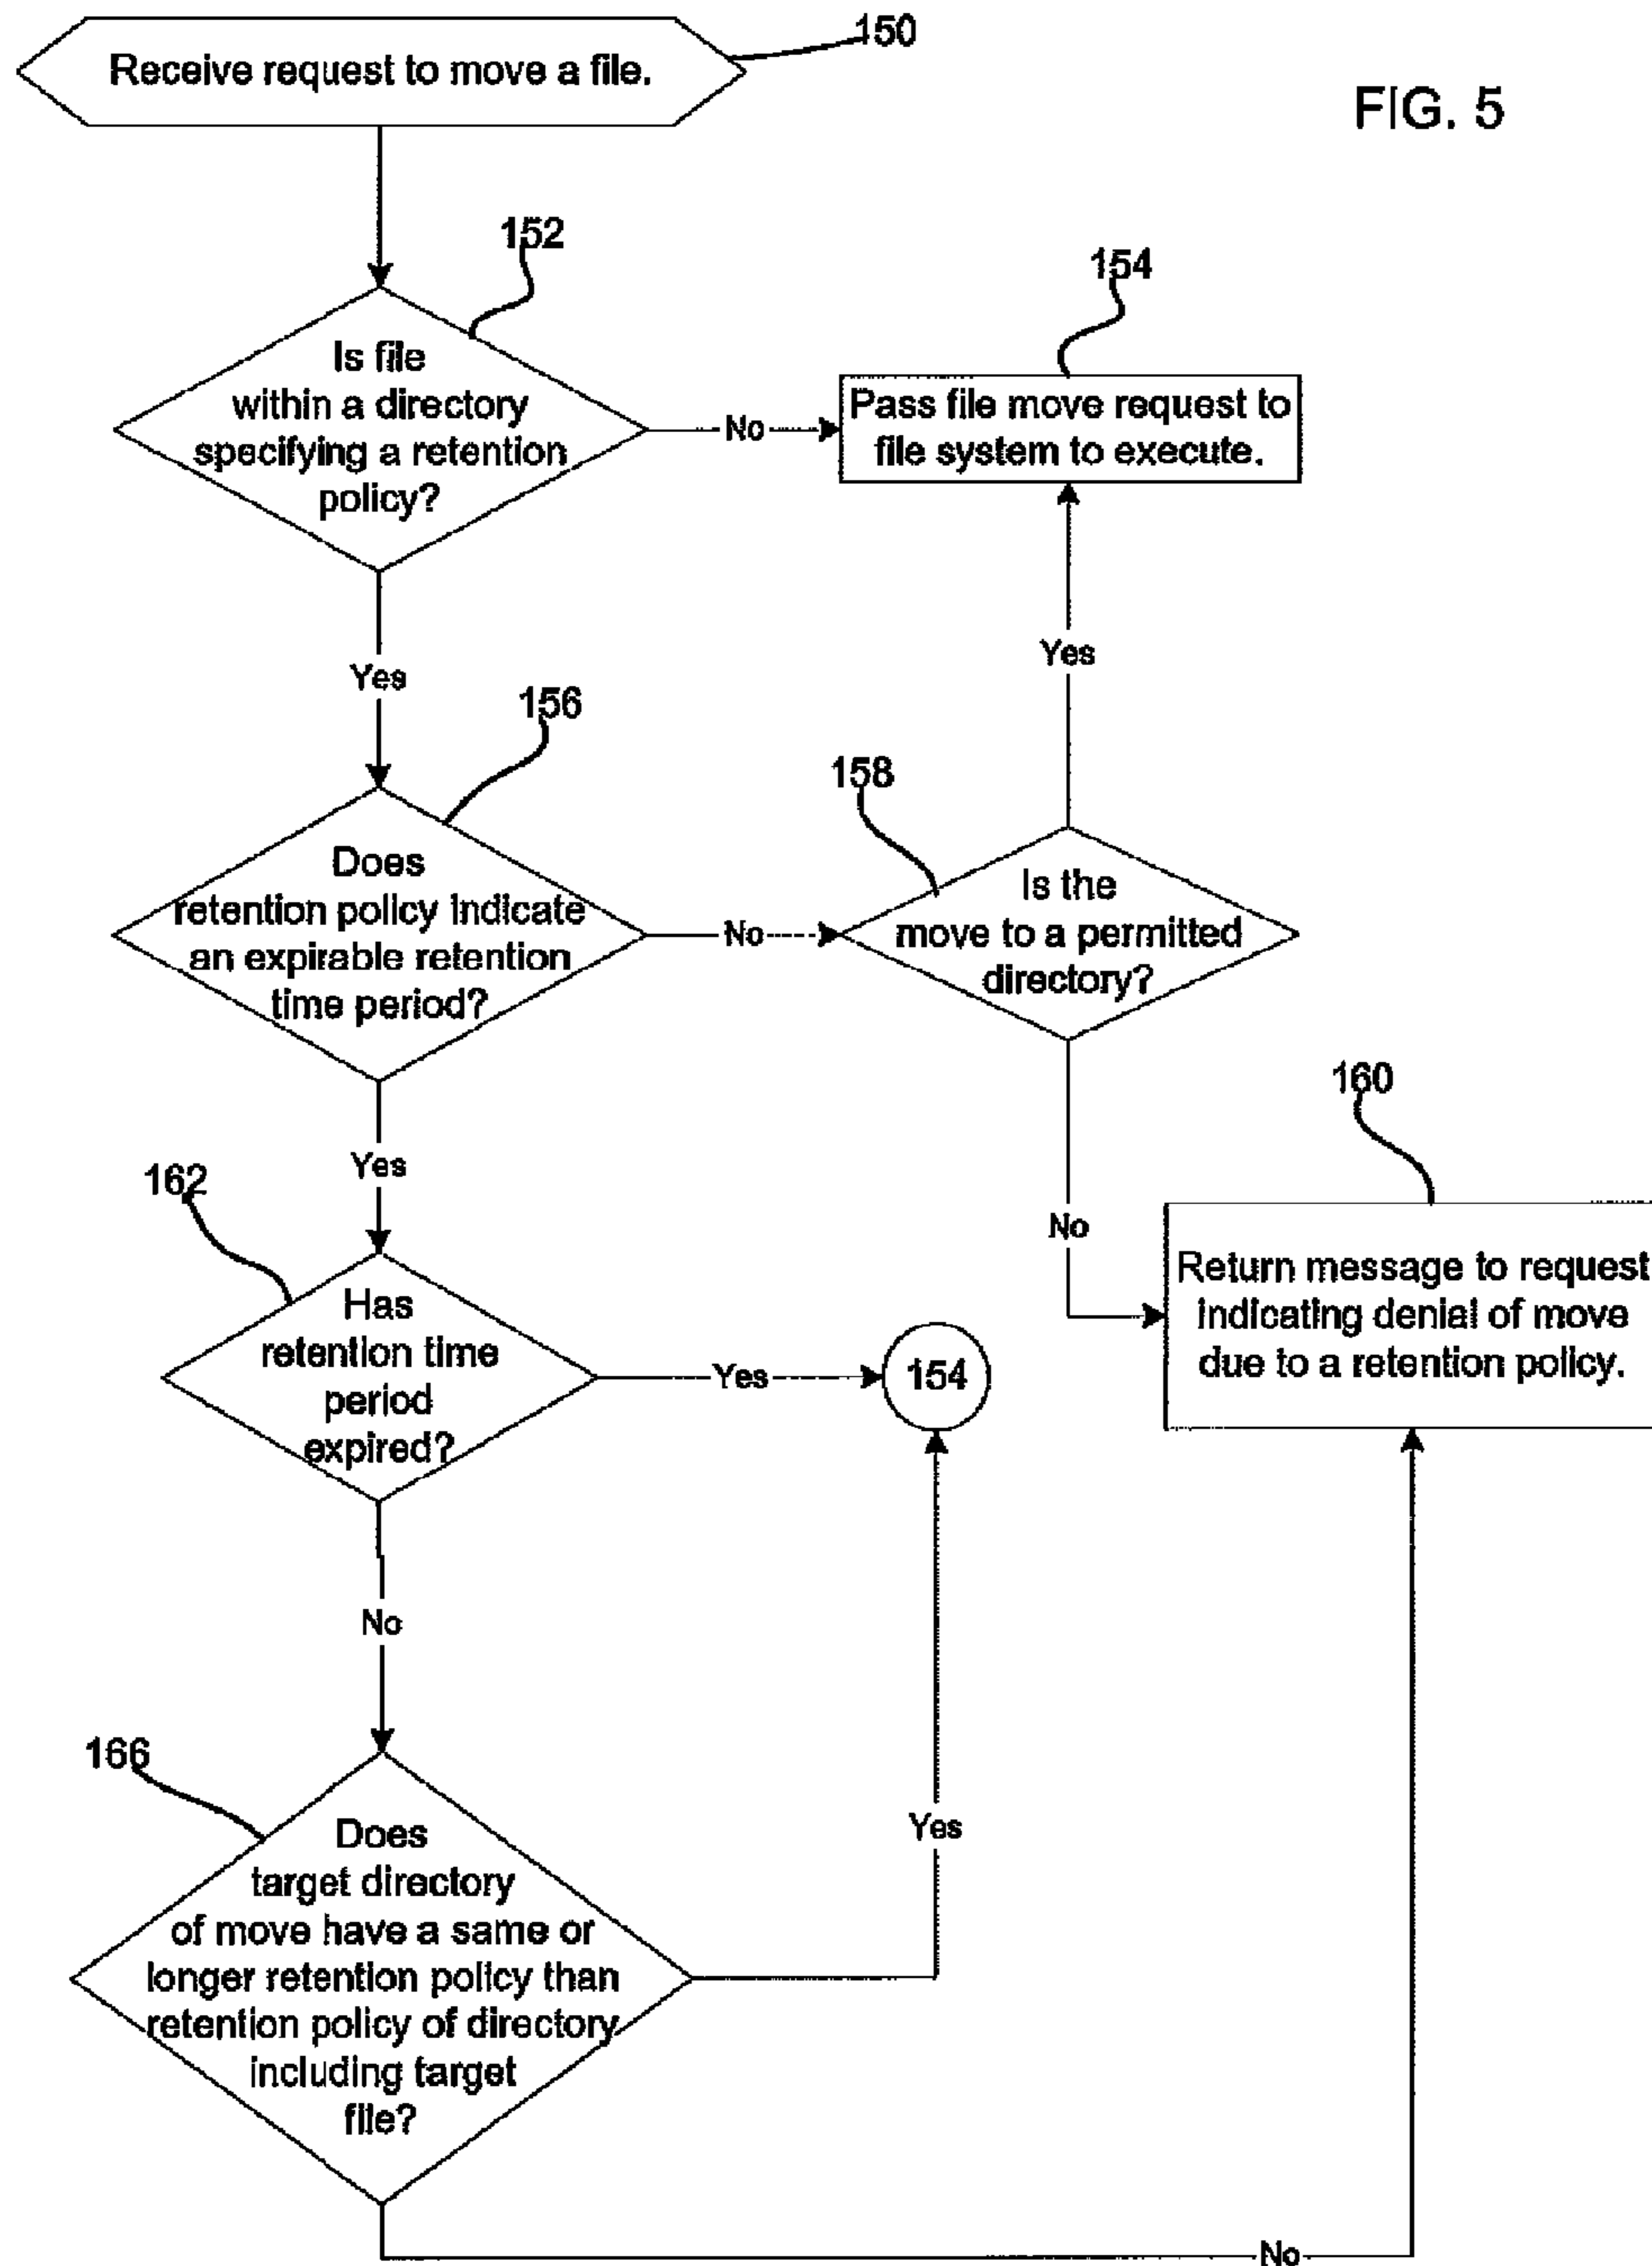 150
Receive request to move a file.
FIG. 5
152
154
Is file
within a directory
specifying a retention
policy?
No
Pass file move request to
file system to execute.
Yes
Yes
156
158
Does
retention policy indicate
an expirable retention
time period?
No
Is the
move to a permitted
directory?
160
Yes
162
No
Return message to request
indicating denial of move
due to a retention policy.
Has
retention time
period
expired?
Yes
154
No
166
Does
target directory
of move have a same or
longer retention policy than
retention policy of directory
including target
file?
Yes
No